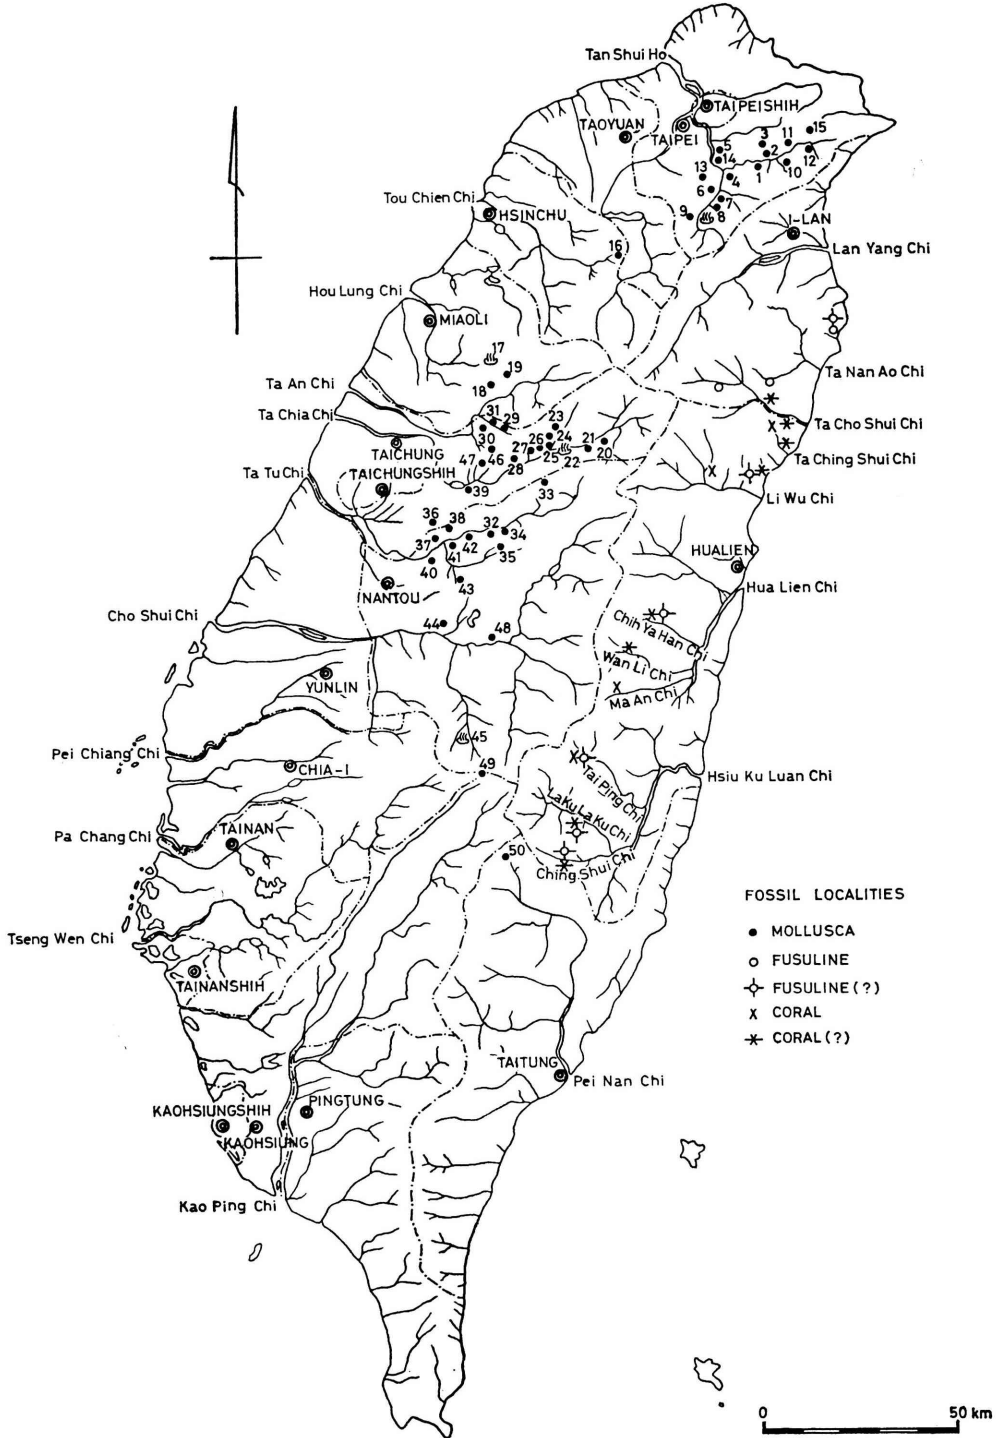 Tan Shui Ho
TAIPEISHIH
TAOYUAN
TAIPEI
15
3
11
5
2
14
12
1
10
13
4
6
7
9
8
Tou Chien Chi
HSINCHU
I-LAN
Lan Yang Chi
16
Hou Lung Chi
MIAOLI
17
19
18
Ta An Chi
Ta Nan Ao Chi
Ta Chia Chi
31
29
23
Ta Cho Shui Chi
TAICHUNG
30
26
24
21
27
25
20
Ta Ching Shui Chi
47
46
28
22
TAICHUNGSHIH
Ta Tu Chi
39
33
Li Wu Chi
36
38
32
34
37
42
41
35
HUALIEN
40
43
NANTOU
Hua Lien Chi
Cho Shui Chi
44
48
Chih Ya Han Chi
Wan Li Chi
YUNLIN
Ma An Chi
45
Pei Chiang Chi
CHIA-I
49
Tai Ping Chi
Hsiu Ku Luan Chi
La Ku La Ku Chi
Pa Chang Chi
TAINAN
50
Ching Shui Chi
FOSSIL LOCALITIES
MOLLUSCA
Tseng Wen Chi
FUSULINE
TAINANSHIH
FUSULINE (?)
CORAL
CORAL (?)
TAITUNG
Pei Nan Chi
KAOHSIUNGSHIH
PINGTUNG
KAOHSIUNG
Kao Ping Chi
0 50 km